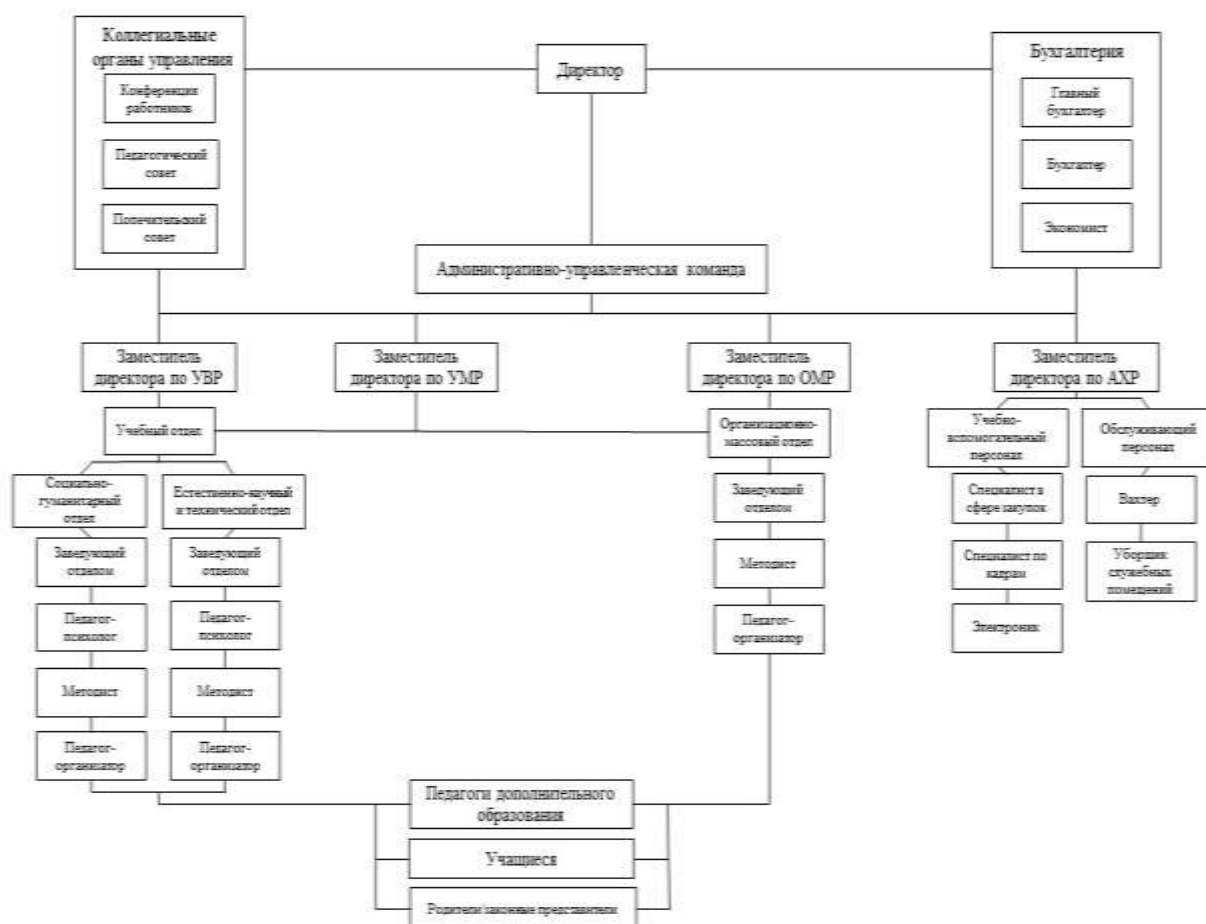 Коллегиальные
органы управления
Конференция
работников
Педагогический
совет
Попечительский
совет
Директор
Бухгалтерия
Главный
бухгалтер
Бухгалтер
Экономист
Административно-управленческая команда
Заместитель
директора по УВР
Заместитель
директора по УМР
Заместитель
директора по ОМР
Заместитель
директора по АХР
Учебный отдел
Социально-
гуманитарный
отдел
Естественно-научный
и технический отдел
Заведующий
отделом
Заведующий
отделом
Педагог-
психолог
Педагог-
психолог
Методист
Методист
Педагог-
организатор
Педагог-
организатор
Организационно-
массовый отдел
Заведующий
отделом
Методист
Педагог-
организатор
Учебно-
вспомогательный
персонал
Обслуживающий
персонал
Специалист в
сфере закупок
Вахтер
Специалист по
кадрам
Уборщик
служебных
помещений
Электроник
Педагоги дополнительного
образования
Учащиеся
Родители/законные представители